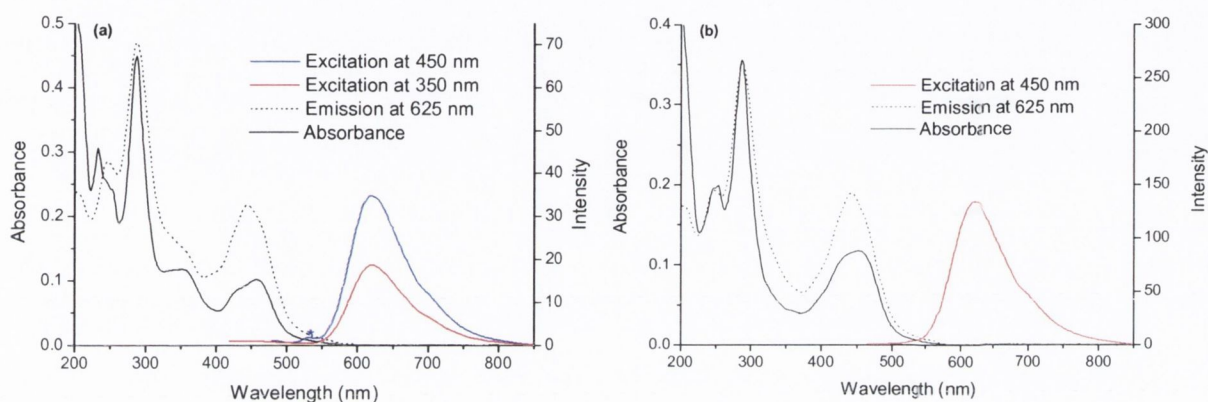 (a)
Excitation at 450 nm
Excitation at 350 nm
Emission at 625 nm
Absorbance
0.5
0.4
0.3
0.2
0.1
0.0
Absorbance
70
60
50
40
30
20
10
0
Intensity
200 300 400 500 600 700 800
Wavelength (nm)
(b)
Excitation at 450 nm
Emission at 625 nm
Absorbance
0.4
0.3
0.2
0.1
0.0
Absorbance
300
250
200
150
100
50
0
Intensity
200 300 400 500 600 700 800
Wavelength (nm)